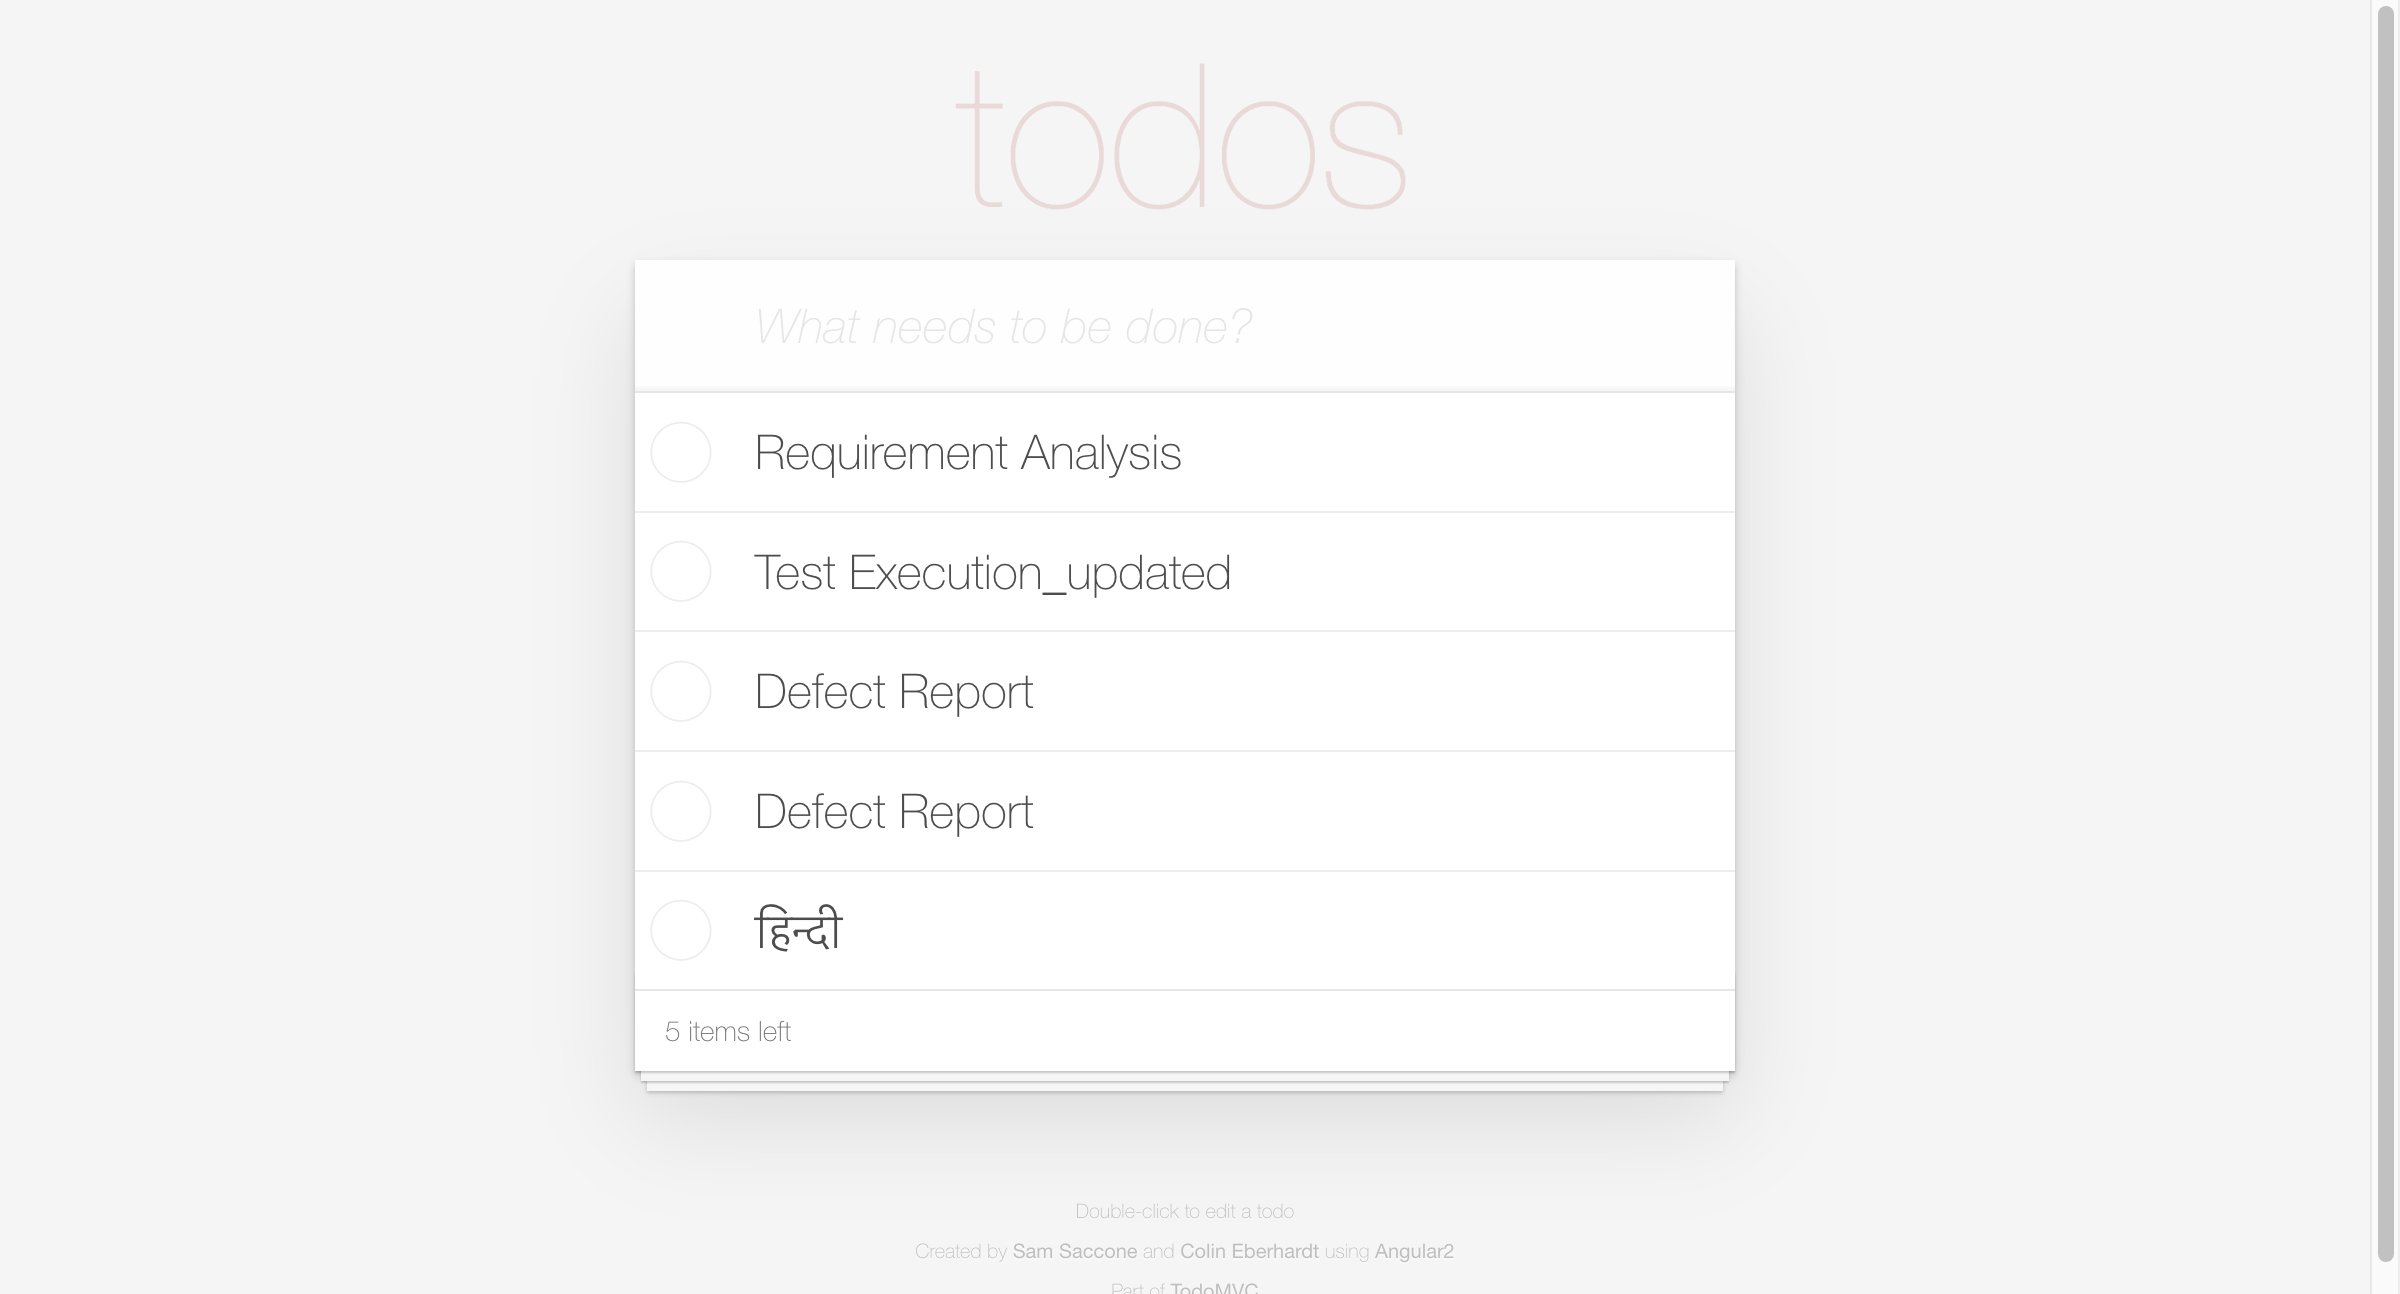 todos
What needs to be done?
Requirement Analysis
Test Execution_updated
Defect Report
Defect Report
हिन्दी
5 items left
Double-click to edit a todo
Created by Sam Saccone and Colin Eberhardt using Angular2
Part of TodoMVC